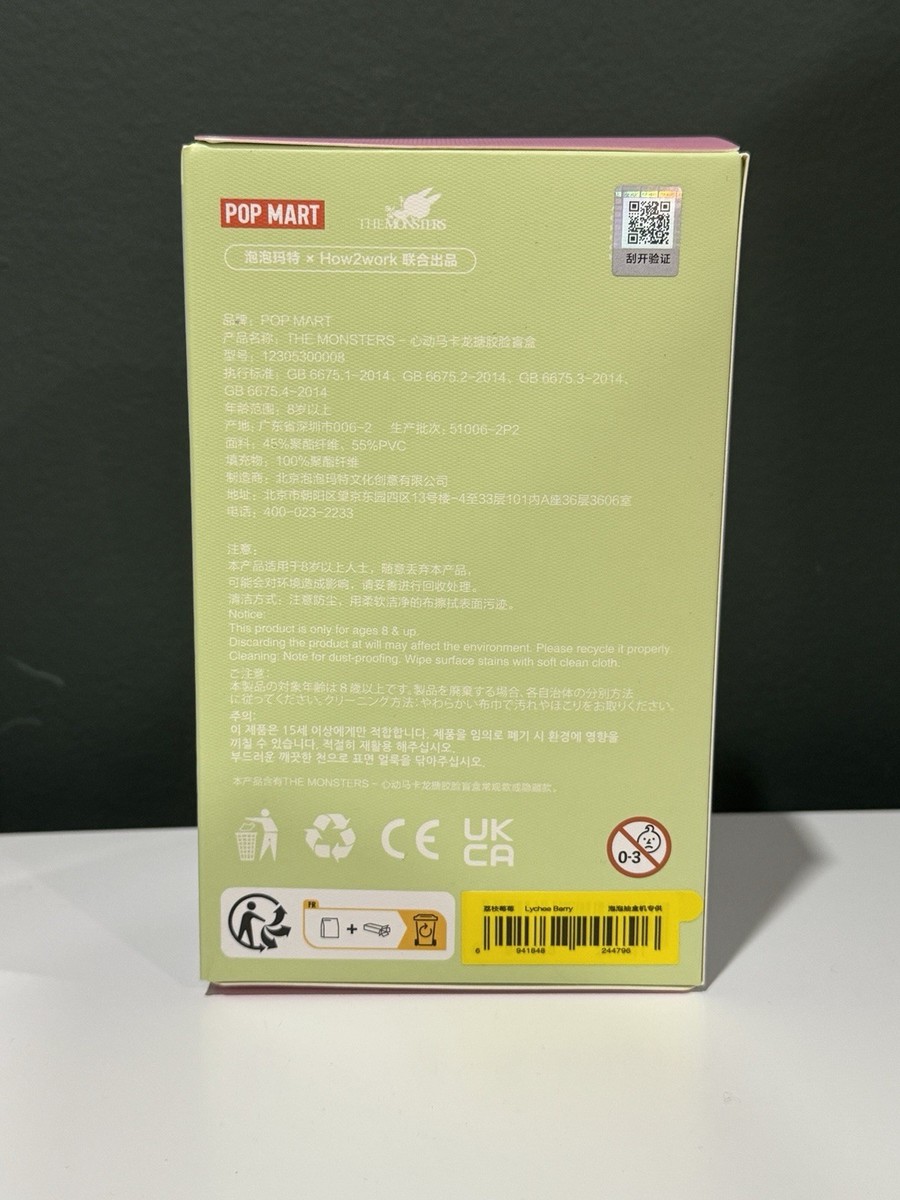 POP MART
THE MONSTERS
泡泡玛特 × How2work 联合出品
刮开验证
品牌：POP MART
产品名称：THE MONSTERS - 心动马卡龙搪胶脸盲盒
型号：12305300008
执行标准：GB 6675.1-2014、GB 6675.2-2014、GB 6675.3-2014、
GB 6675.4-2014
年龄范围：8岁以上
产地：广东省深圳市006-2 生产批次：51006-2P2
面料：45%聚酯纤维、55%PVC
填充物：100%聚酯纤维
制造商：北京泡泡玛特文化创意有限公司
地址：北京市朝阳区望京东园四区13号楼-4至33层101内A座36层3606室
电话：400-023-2233
注意：
本产品适用于8岁以上人士，随意丢弃本产品，
可能会对环境造成影响，请妥善进行回收处理。
清洁方式：注意防尘，用柔软洁净的布擦拭表面污迹。
Notice:
This product is only for ages 8 & up.
Discarding the product at will may affect the environment. Please recycle it properly.
Cleaning: Note for dust-proofing. Wipe surface stains with soft clean cloth.
ご注意:
本製品の対象年齢は8歳以上です。製品を廃棄する場合、各自治体の分別方法
に従ってください。クリーニング方法：やわらかい布巾で汚れやほこりをお取りください。
주의:
이 제품은 15세 이상에게만 적합합니다. 제품을 임의로 폐기 시 환경에 영향을
끼칠 수 있습니다. 적절히 재활용 해주십시오.
부드러운 깨끗한 천으로 표면 얼룩을 닦아주십시오.
本产品含有THE MONSTERS - 心动马卡龙搪胶脸盲盒常规款或隐藏款。
CE
UK
CA
0-3
FR
荔枝莓莓 Lychee Berry 泡泡抽盒机专供
6 941848 244796